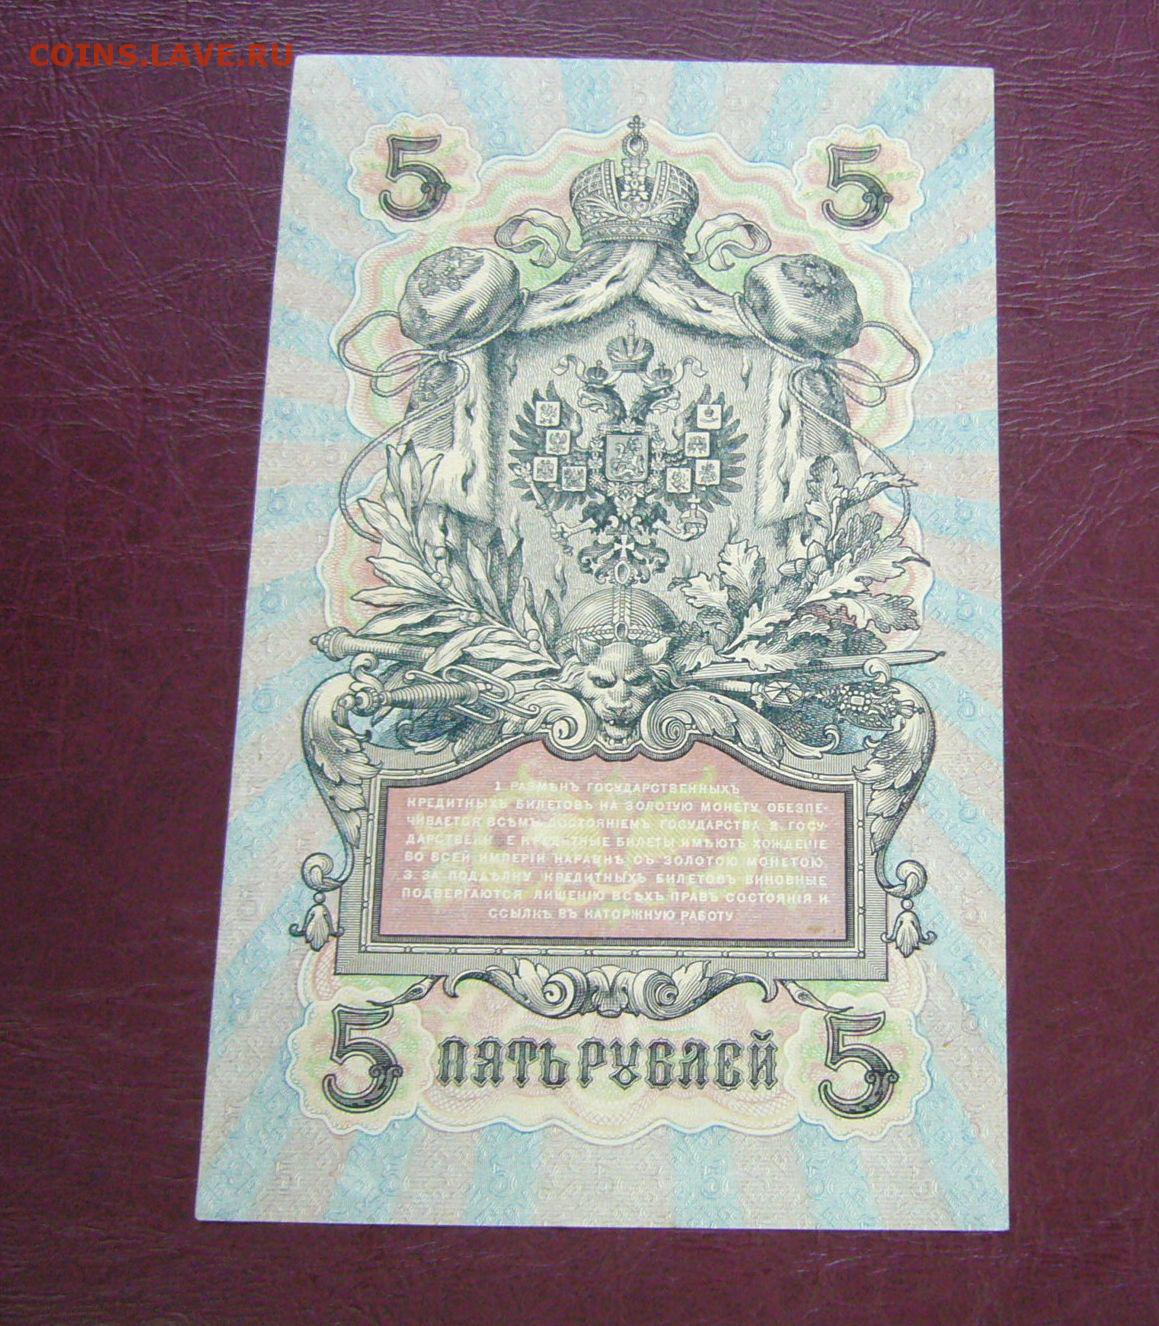 COINS.LAVE.RU
5 5
1 РАЗМѢНЪ ГОСУДАРСТВЕННЫХЪ
КРЕДИТНЫХЪ БИЛЕТОВЪ НА ЗОЛОТУЮ МОНЕТУ ОБЕЗПЕ-
ЧИВАЕТСЯ ВСѢМЪ ДОСТОЯНІЕМЪ ГОСУДАРСТВА 2. ГОСУ-
ДАРСТВЕННЫЕ КРЕДИТНЫЕ БИЛЕТЫ ИМѢЮТЪ ХОЖДЕНІЕ
ВО ВСЕЙ ИМПЕРІИ НАРАВНѢ СЪ ЗОЛОТОЮ МОНЕТОЮ
3. ЗА ПОДДѢЛКУ КРЕДИТНЫХЪ БИЛЕТОВЪ ВИНОВНЫЕ
ПОДВЕРГАЮТСЯ ЛИШЕНІЮ ВСѢХЪ ПРАВЪ СОСТОЯНІЯ И
ССЫЛКѢ ВЪ КАТОРЖНУЮ РАБОТУ
5 ПЯТЬ РУБЛЕЙ 5